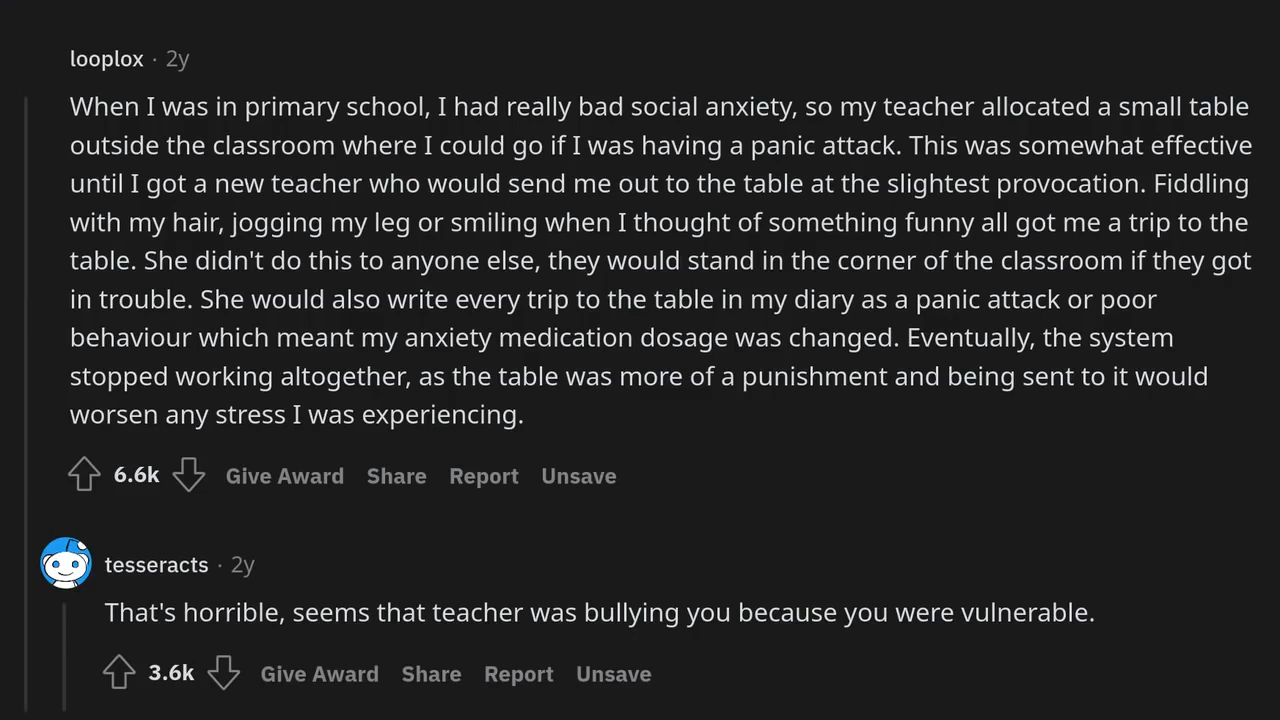 looplox · 2y
When I was in primary school, I had really bad social anxiety, so my teacher allocated a small table
outside the classroom where I could go if I was having a panic attack. This was somewhat effective
until I got a new teacher who would send me out to the table at the slightest provocation. Fiddling
with my hair, jogging my leg or smiling when I thought of something funny all got me a trip to the
table. She didn't do this to anyone else, they would stand in the corner of the classroom if they got
in trouble. She would also write every trip to the table in my diary as a panic attack or poor
behaviour which meant my anxiety medication dosage was changed. Eventually, the system
stopped working altogether, as the table was more of a punishment and being sent to it would
worsen any stress I was experiencing.
6.6k Give Award Share Report Unsave
tesseracts · 2y
That's horrible, seems that teacher was bullying you because you were vulnerable.
3.6k Give Award Share Report Unsave